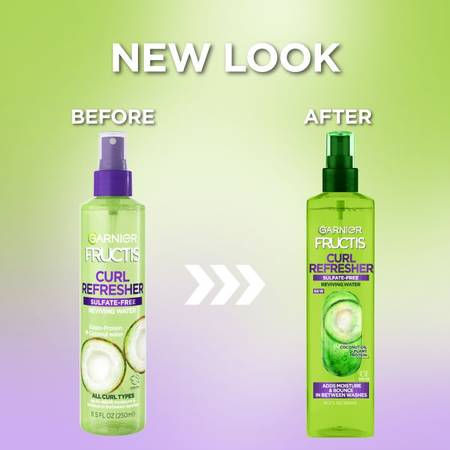 NEW LOOK
BEFORE
GARNIER
FRUCTIS
CURL
REFRESHER
SULFATE-FREE
REVIVING WATER
+ Coconut water
ALL CURL TYPES
8.5 FL OZ (250ml)
AFTER
GARNIER
FRUCTIS
CURL
REFRESHER
SULFATE-FREE
REVIVING WATER
NEW
COCONUT OIL
& PLANT
PROTEIN
ADDS MOISTURE
& BOUNCE
IN BETWEEN WASHES